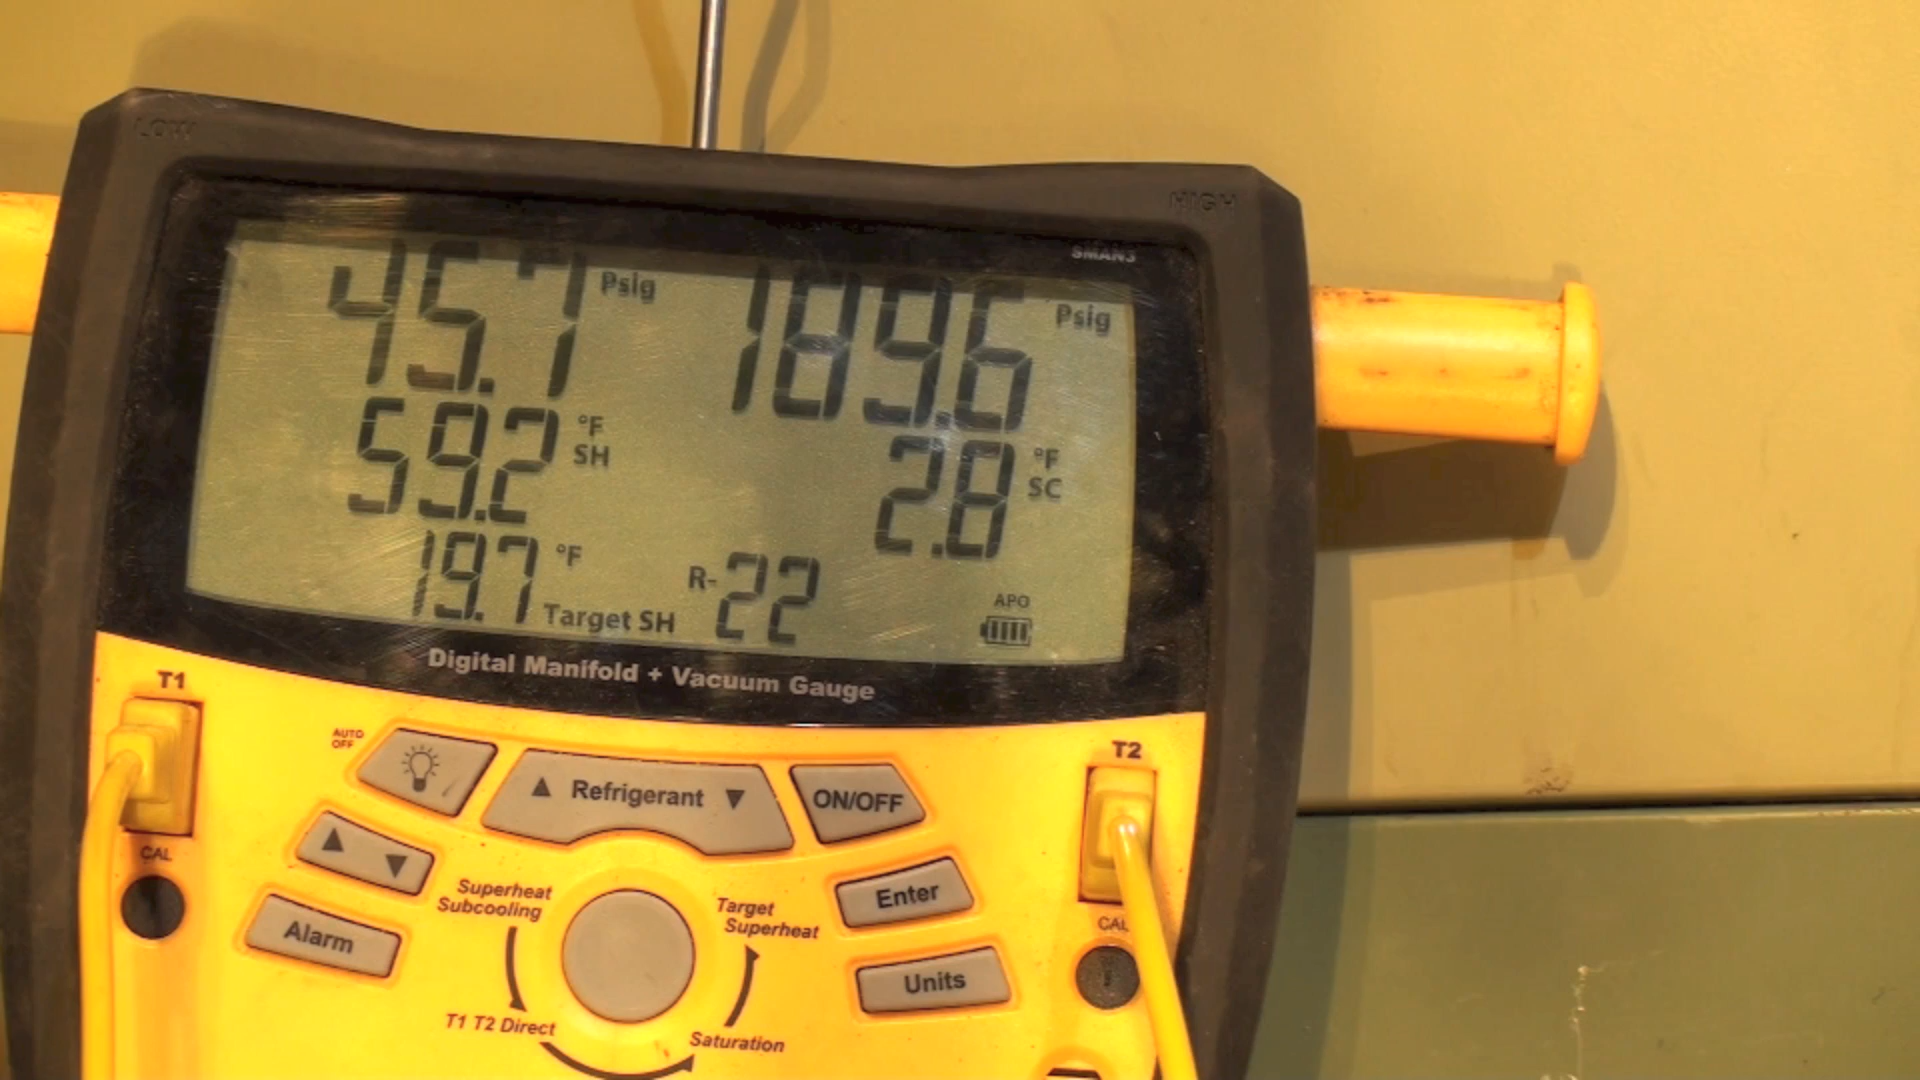 LOW
HIGH
SMAN3
45.7 Psig 189.6 Psig
59.2 °F SH 2.8 °F SC
19.7 °F Target SH R-22 APO
Digital Manifold + Vacuum Gauge
T1
T2
AUTO OFF
▲ Refrigerant ▼
ON/OFF
▲ ▼
CAL
Superheat
Subcooling
Target
Superheat
Enter
Alarm
CAL
Units
T1 T2 Direct
Saturation